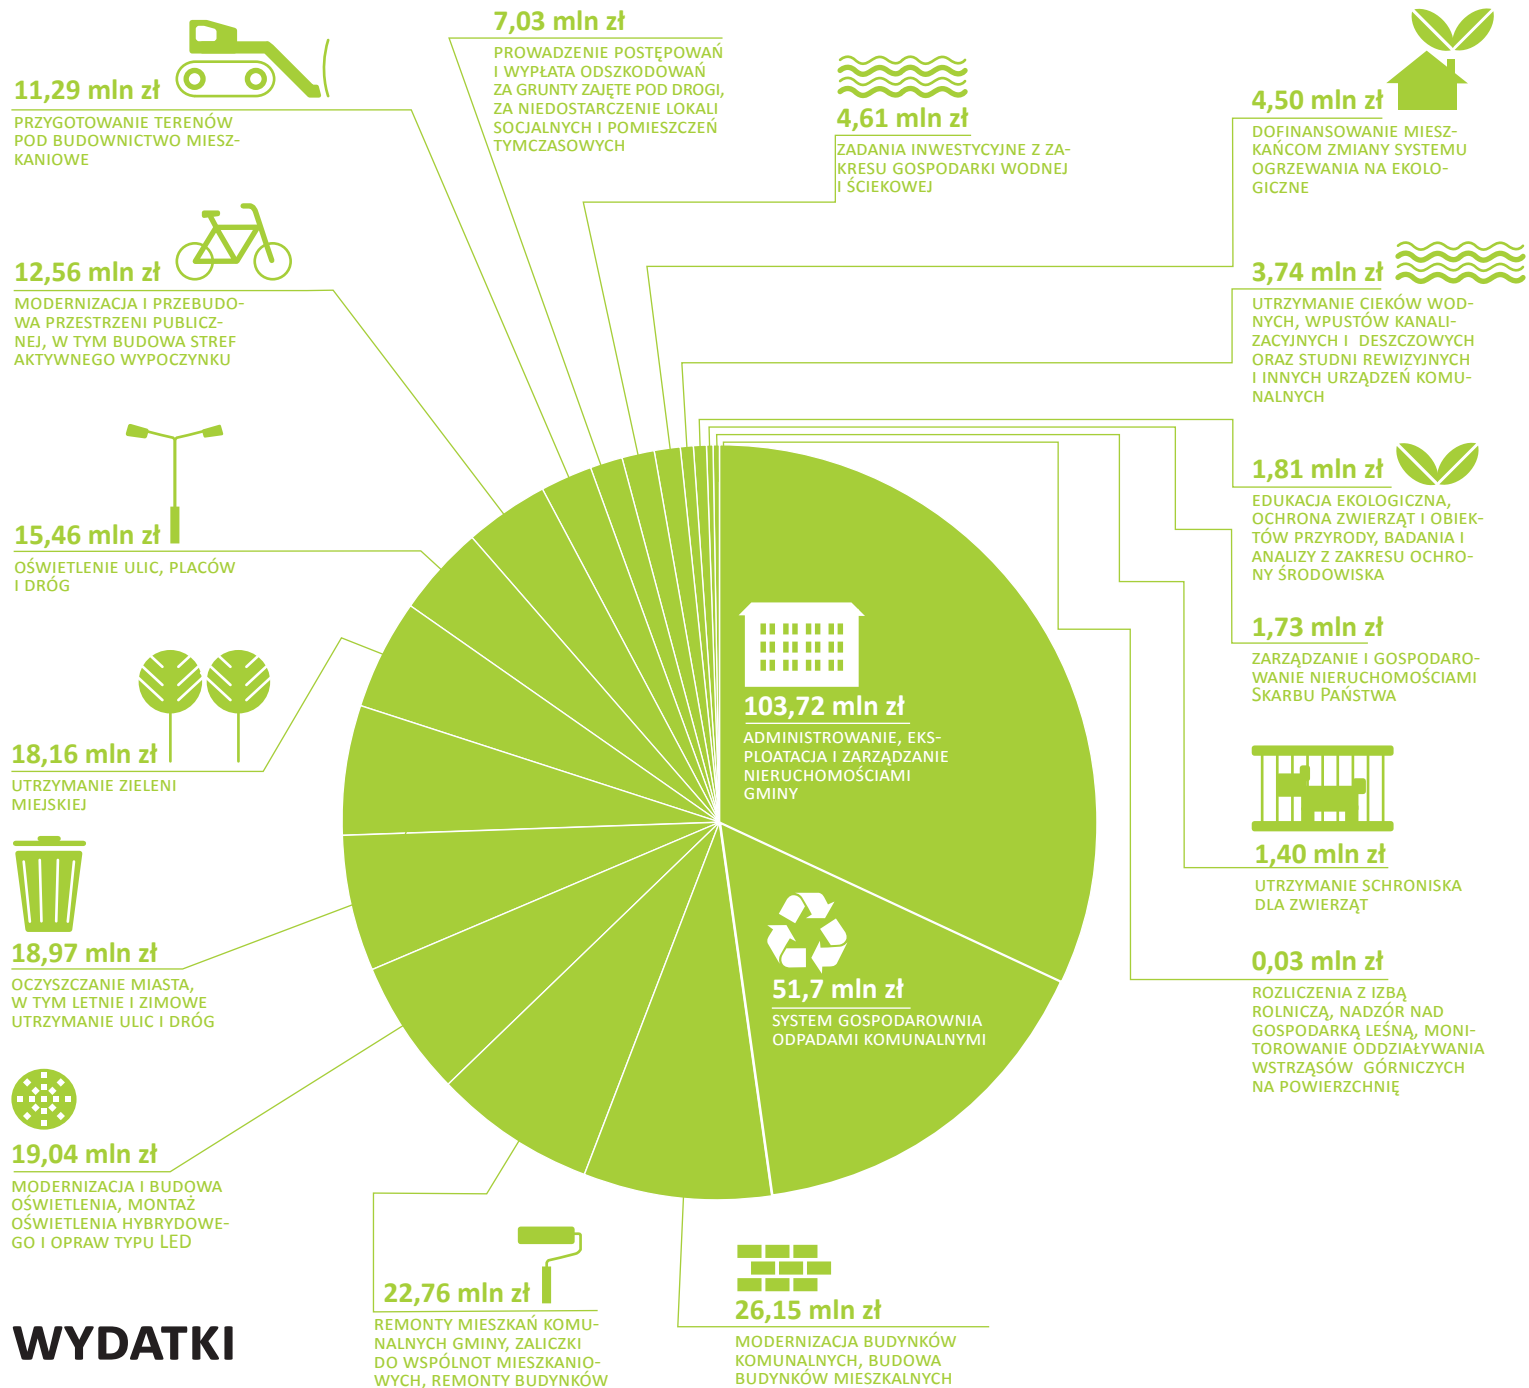 7,03 mln zł
PROWADZENIE POSTĘPOWAŃ
I WYPŁATA ODSZKODOWAŃ
ZA GRUNTY ZAJĘTE POD DROGI,
ZA NIEDOSTARCZENIE LOKALI
SOCJALNYCH I POMIESZCZEŃ
TYMCZASOWYCH
11,29 mln zł
PRZYGOTOWANIE TERENÓW
POD BUDOWNICTWO MIESZ-
KANIOWE
4,61 mln zł
ZADANIA INWESTYCYJNE Z ZA-
KRESU GOSPODARKI WODNEJ
I ŚCIEKOWEJ
4,50 mln zł
DOFINANSOWANIE MIESZ-
KAŃCOM ZMIANY SYSTEMU
OGRZEWANIA NA EKOLO-
GICZNE
12,56 mln zł
MODERNIZACJA I PRZEBUDO-
WA PRZESTRZENI PUBLICZ-
NEJ, W TYM BUDOWA STREF
AKTYWNEGO WYPOCZYNKU
3,74 mln zł
UTRZYMANIE CIEKÓW WOD-
NYCH, WPUSTÓW KANALI-
ZACYJNYCH I DESZCZOWYCH
ORAZ STUDNI REWIZYJNYCH
I INNYCH URZĄDZEŃ KOMU-
NALNYCH
15,46 mln zł
OŚWIETLENIE ULIC, PLACÓW
I DRÓG
1,81 mln zł
EDUKACJA EKOLOGICZNA,
OCHRONA ZWIERZĄT I OBIEK-
TÓW PRZYRODY, BADANIA I
ANALIZY Z ZAKRESU OCHRO-
NY ŚRODOWISKA
1,73 mln zł
ZARZĄDZANIE I GOSPODARO-
WANIE NIERUCHOMOŚCIAMI
SKARBU PAŃSTWA
103,72 mln zł
ADMINISTROWANIE, EKS-
PLOATACJA I ZARZĄDZANIE
NIERUCHOMOŚCIAMI
GMINY
18,16 mln zł
UTRZYMANIE ZIELENI
MIEJSKIEJ
1,40 mln zł
UTRZYMANIE SCHRONISKA
DLA ZWIERZĄT
18,97 mln zł
OCZYSZCZANIE MIASTA,
W TYM LETNIE I ZIMOWE
UTRZYMANIE ULIC I DRÓG
51,7 mln zł
SYSTEM GOSPODAROWNIA
ODPADAMI KOMUNALNYMI
0,03 mln zł
ROZLICZENIA Z IZBĄ
ROLNICZĄ, NADZÓR NAD
GOSPODARKĄ LEŚNĄ, MONI-
TOROWANIE ODDZIAŁYWANIA
WSTRZĄSÓW GÓRNICZYCH
NA POWIERZCHNIĘ
19,04 mln zł
MODERNIZACJA I BUDOWA
OŚWIETLENIA, MONTAŻ
OŚWIETLENIA HYBRYDOWE-
GO I OPRAW TYPU LED
22,76 mln zł
REMONTY MIESZKAŃ KOMU-
NALNYCH GMINY, ZALICZKI
DO WSPÓLNOT MIESZKANIO-
WYCH, REMONTY BUDYNKÓW
26,15 mln zł
MODERNIZACJA BUDYNKÓW
KOMUNALNYCH, BUDOWA
BUDYNKÓW MIESZKALNYCH
WYDATKI